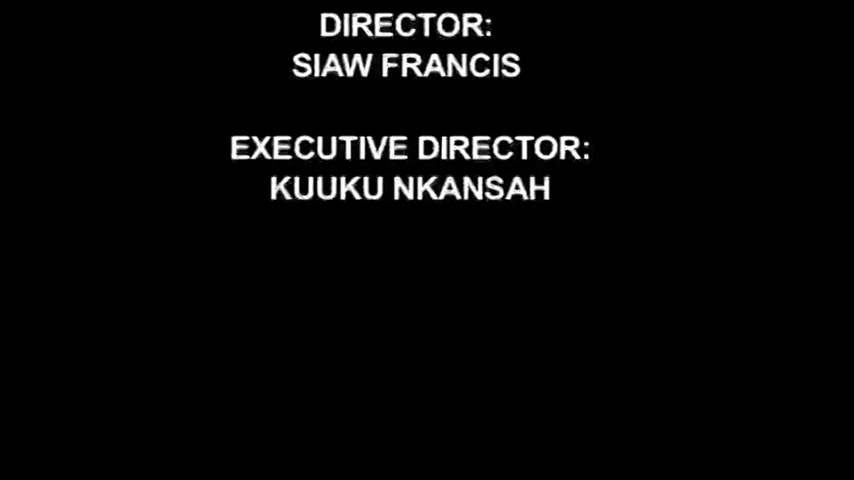 DIRECTOR:
SIAW FRANCIS
EXECUTIVE DIRECTOR:
KUUKU NKANSAH